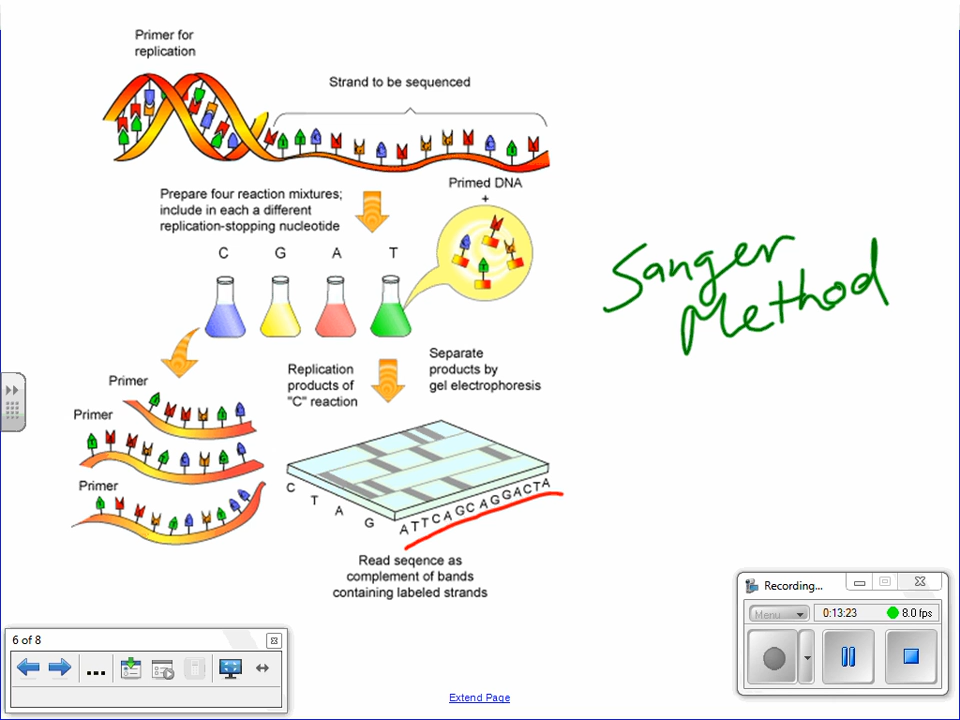 Primer for
replication
Strand to be sequenced
Primed DNA
+
Prepare four reaction mixtures;
include in each a different
replication-stopping nucleotide
C G A T
Sanger
Method
Replication
products of
"C" reaction
Separate
products by
gel electrophoresis
Primer
Primer
Primer
C
T
A
G
ATTCAGCAGGACTA
Read seqence as
complement of bands
containing labeled strands
Recording...
Menu
0:13:23
8.0 fps
6 of 8
Extend Page